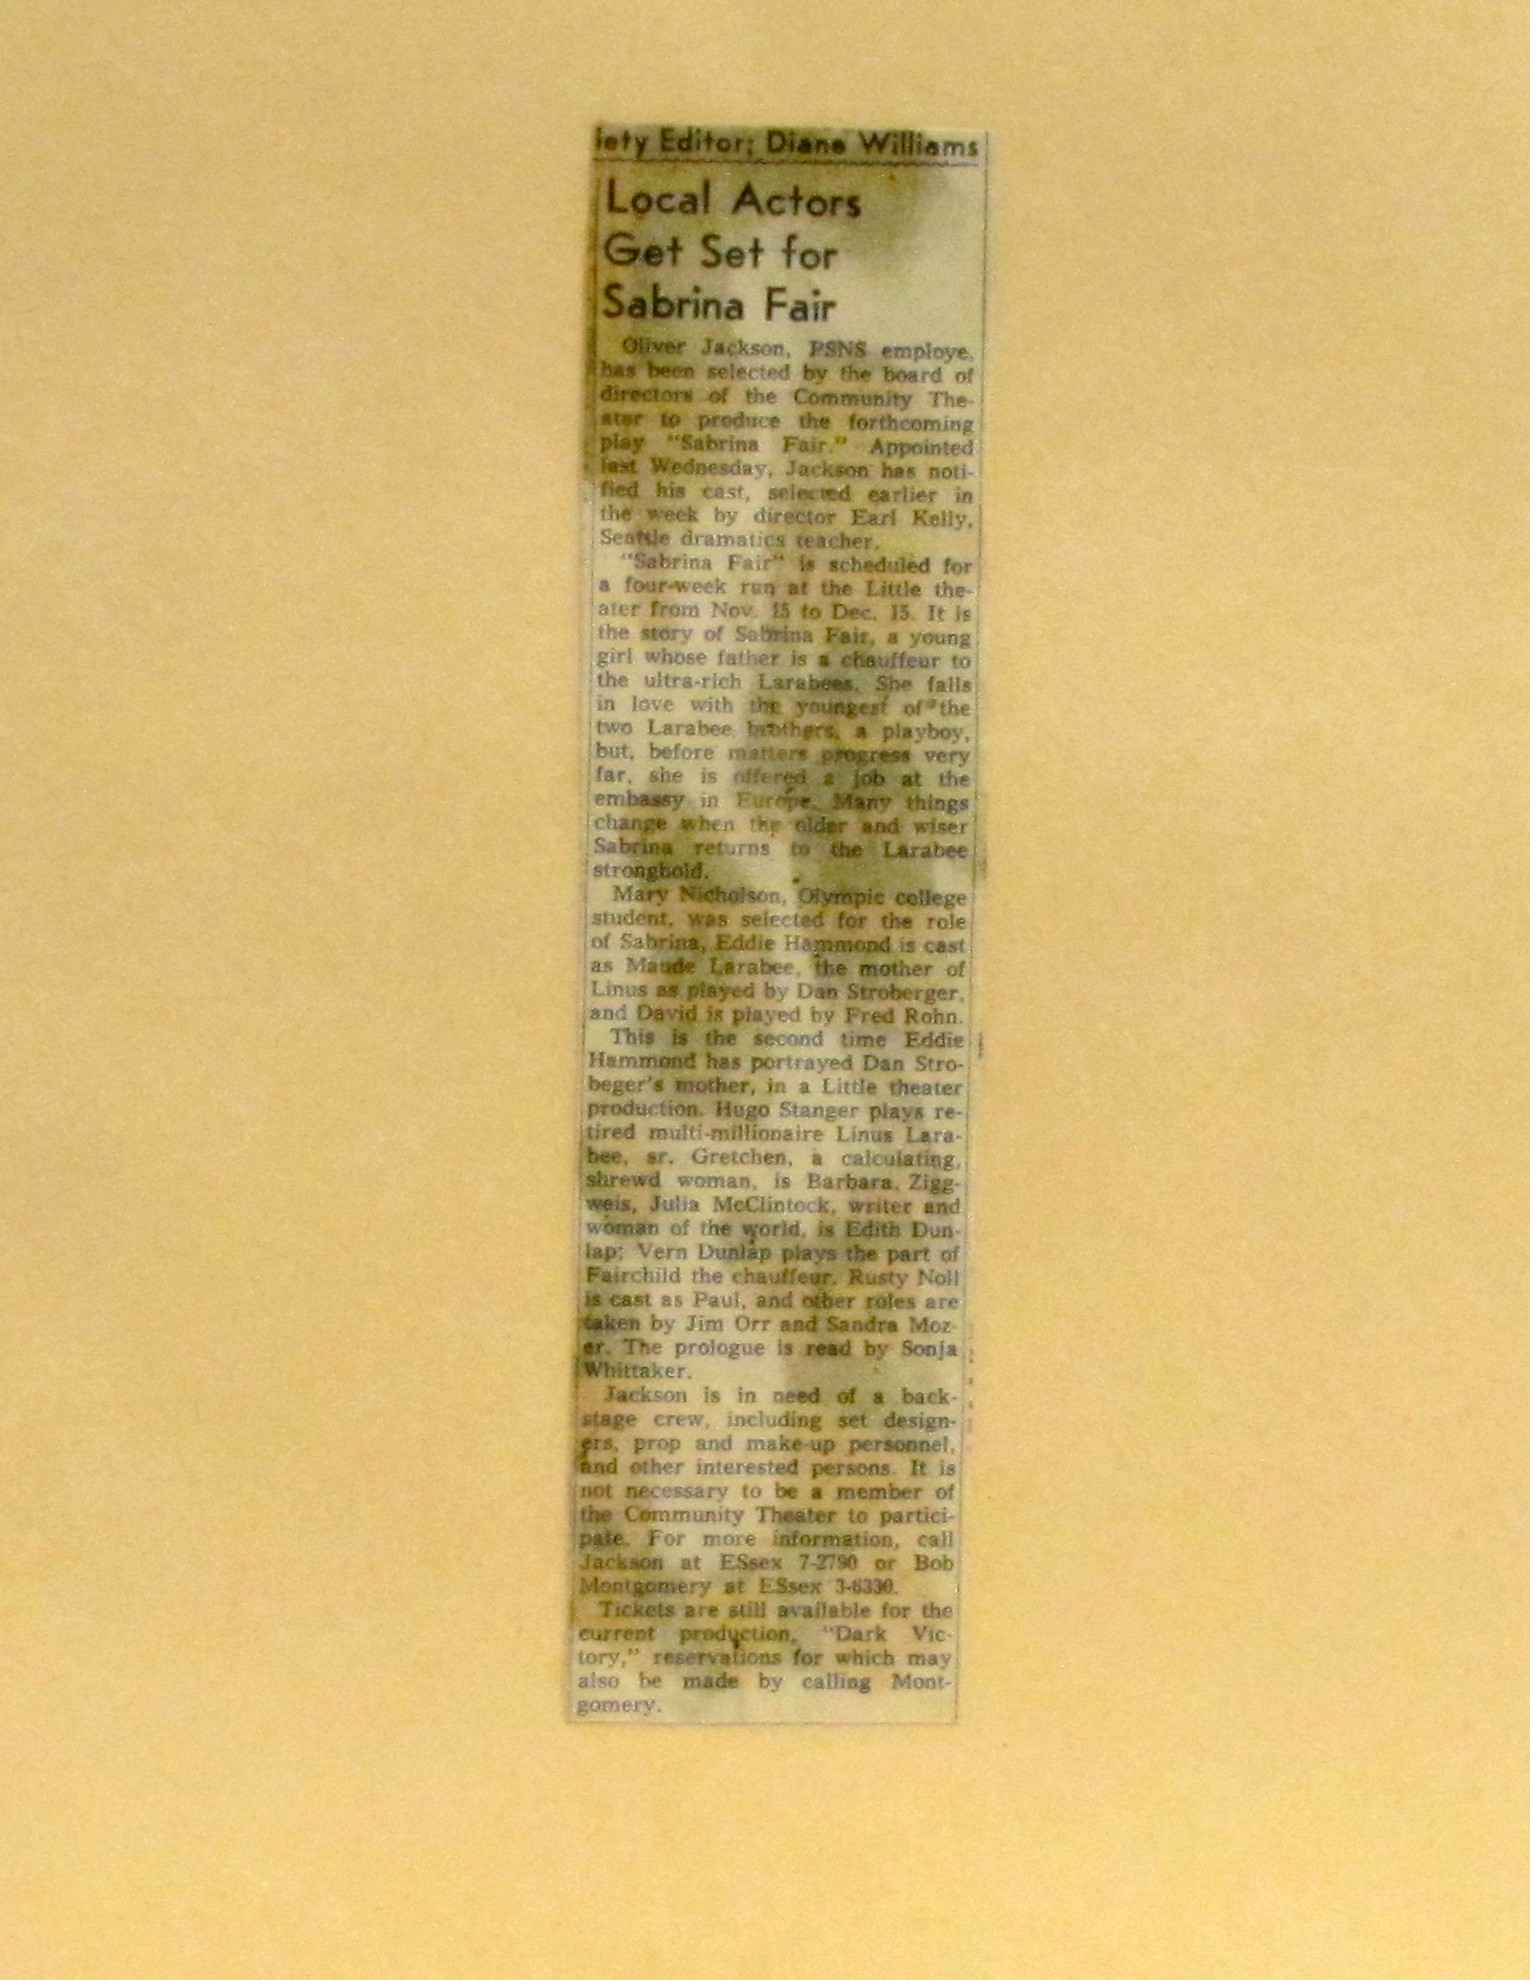 iety Editor; Diane Williams
Local Actors
Get Set for
Sabrina Fair
Oliver Jackson, PSNS employe,
has been selected by the board of
directors of the Community The-
ater to produce the forthcoming
play "Sabrina Fair." Appointed
last Wednesday, Jackson has noti-
fied his cast, selected earlier in
the week by director Earl Kelly,
Seattle dramatics teacher.
"Sabrina Fair" is scheduled for
a four-week run at the Little the-
ater from Nov. 15 to Dec. 15. It is
the story of Sabrina Fair, a young
girl whose father is a chauffeur to
the ultra-rich Larabees. She falls
in love with the youngest of the
two Larabee brothers, a playboy,
but, before matters progress very
far, she is offered a job at the
embassy in Europe. Many things
change when the older and wiser
Sabrina returns to the Larabee
stronghold.
Mary Nicholson, Olympic college
student, was selected for the role
of Sabrina, Eddie Hammond is cast
as Maude Larabee, the mother of
Linus as played by Dan Stroberger,
and David is played by Fred Rohn.
This is the second time Eddie
Hammond has portrayed Dan Stro-
beger's mother, in a Little theater
production. Hugo Stanger plays re-
tired multi-millionaire Linus Lara-
bee, sr. Gretchen, a calculating,
shrewd woman, is Barbara Zigg-
weis, Julia McClintock, writer and
woman of the world, is Edith Dun-
lap; Vern Dunlap plays the part of
Fairchild the chauffeur. Rusty Noll
is cast as Paul, and other roles are
taken by Jim Orr and Sandra Moz-
er. The prologue is read by Sonja
Whittaker.
Jackson is in need of a back-
stage crew, including set design-
ers, prop and make-up personnel,
and other interested persons. It is
not necessary to be a member of
the Community Theater to partici-
pate. For more information, call
Jackson at ESsex 7-2790 or Bob
Montgomery at ESsex 3-6330.
Tickets are still available for the
current production, "Dark Vic-
tory," reservations for which may
also be made by calling Mont-
gomery.